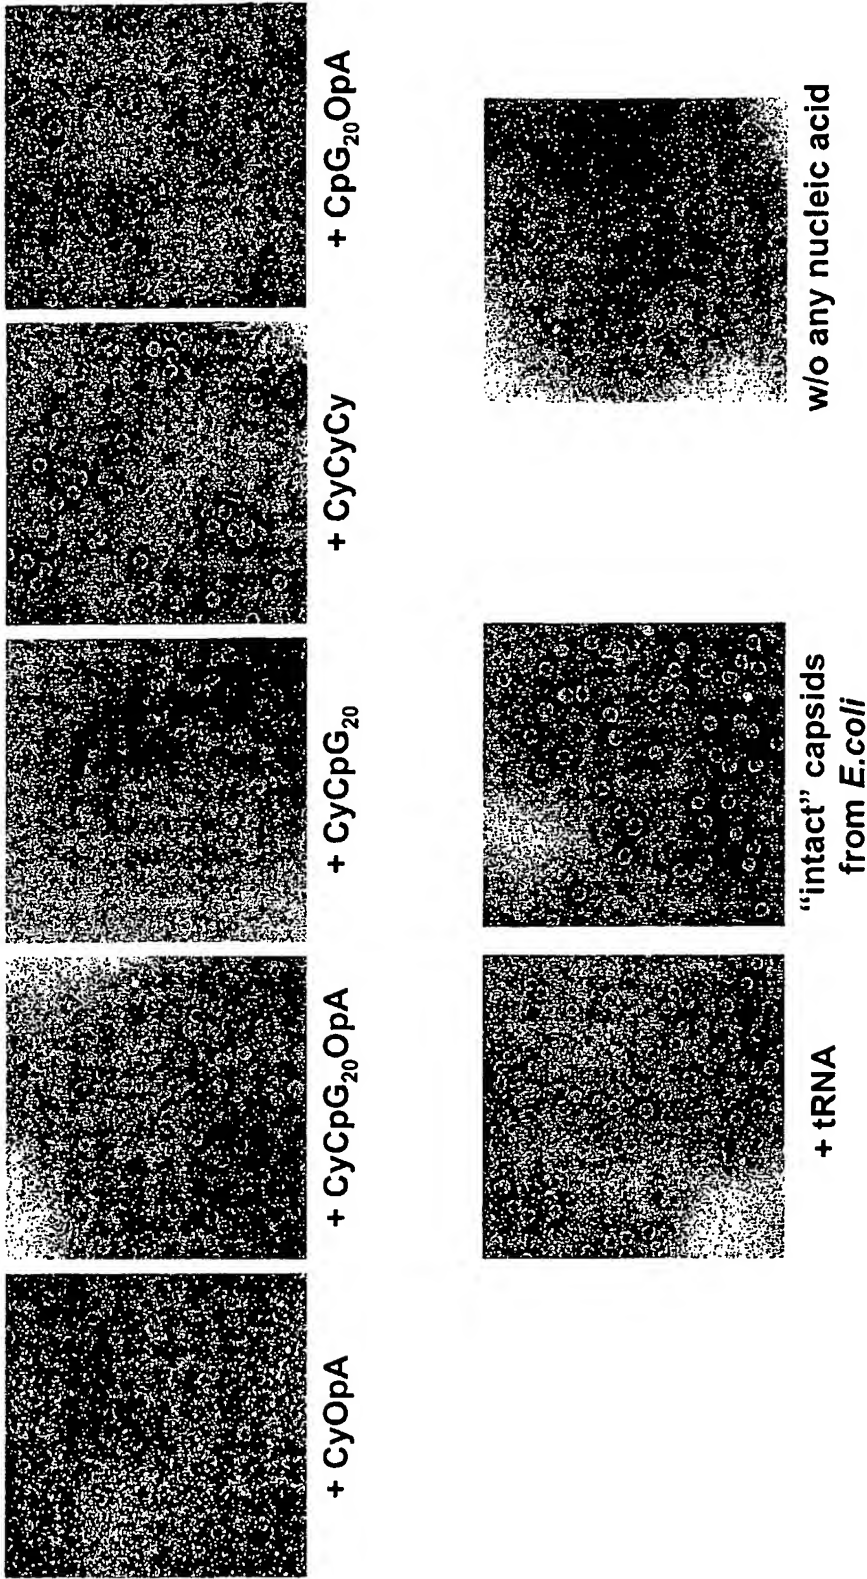 + CyOpA
+ CyCpG₂₀OpA
+ CyCpG₂₀
+ CyCyCy
+ CpG₂₀OpA
+ tRNA
"intact" capsids
from E.coli
w/o any nucleic acid